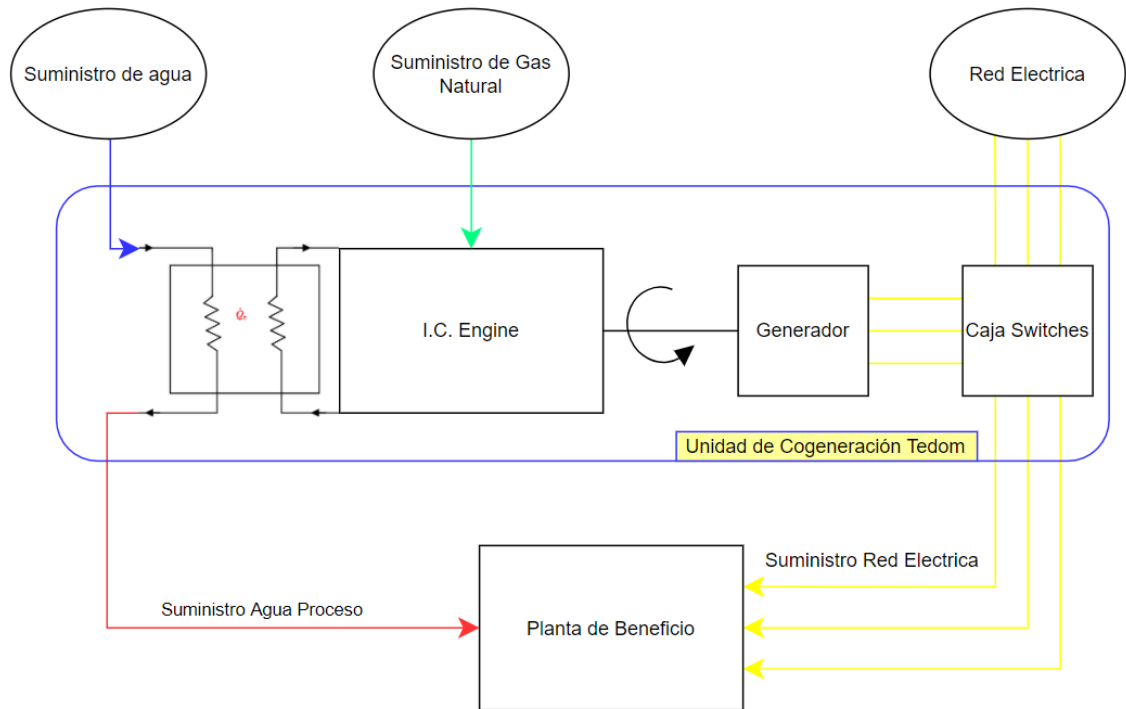 Suministro de agua
Suministro de Gas
Natural
Red Electrica
Q̇ₑ
I.C. Engine
Generador
Caja Switches
Unidad de Cogeneración Tedom
Suministro Red Electrica
Suministro Agua Proceso
Planta de Beneficio